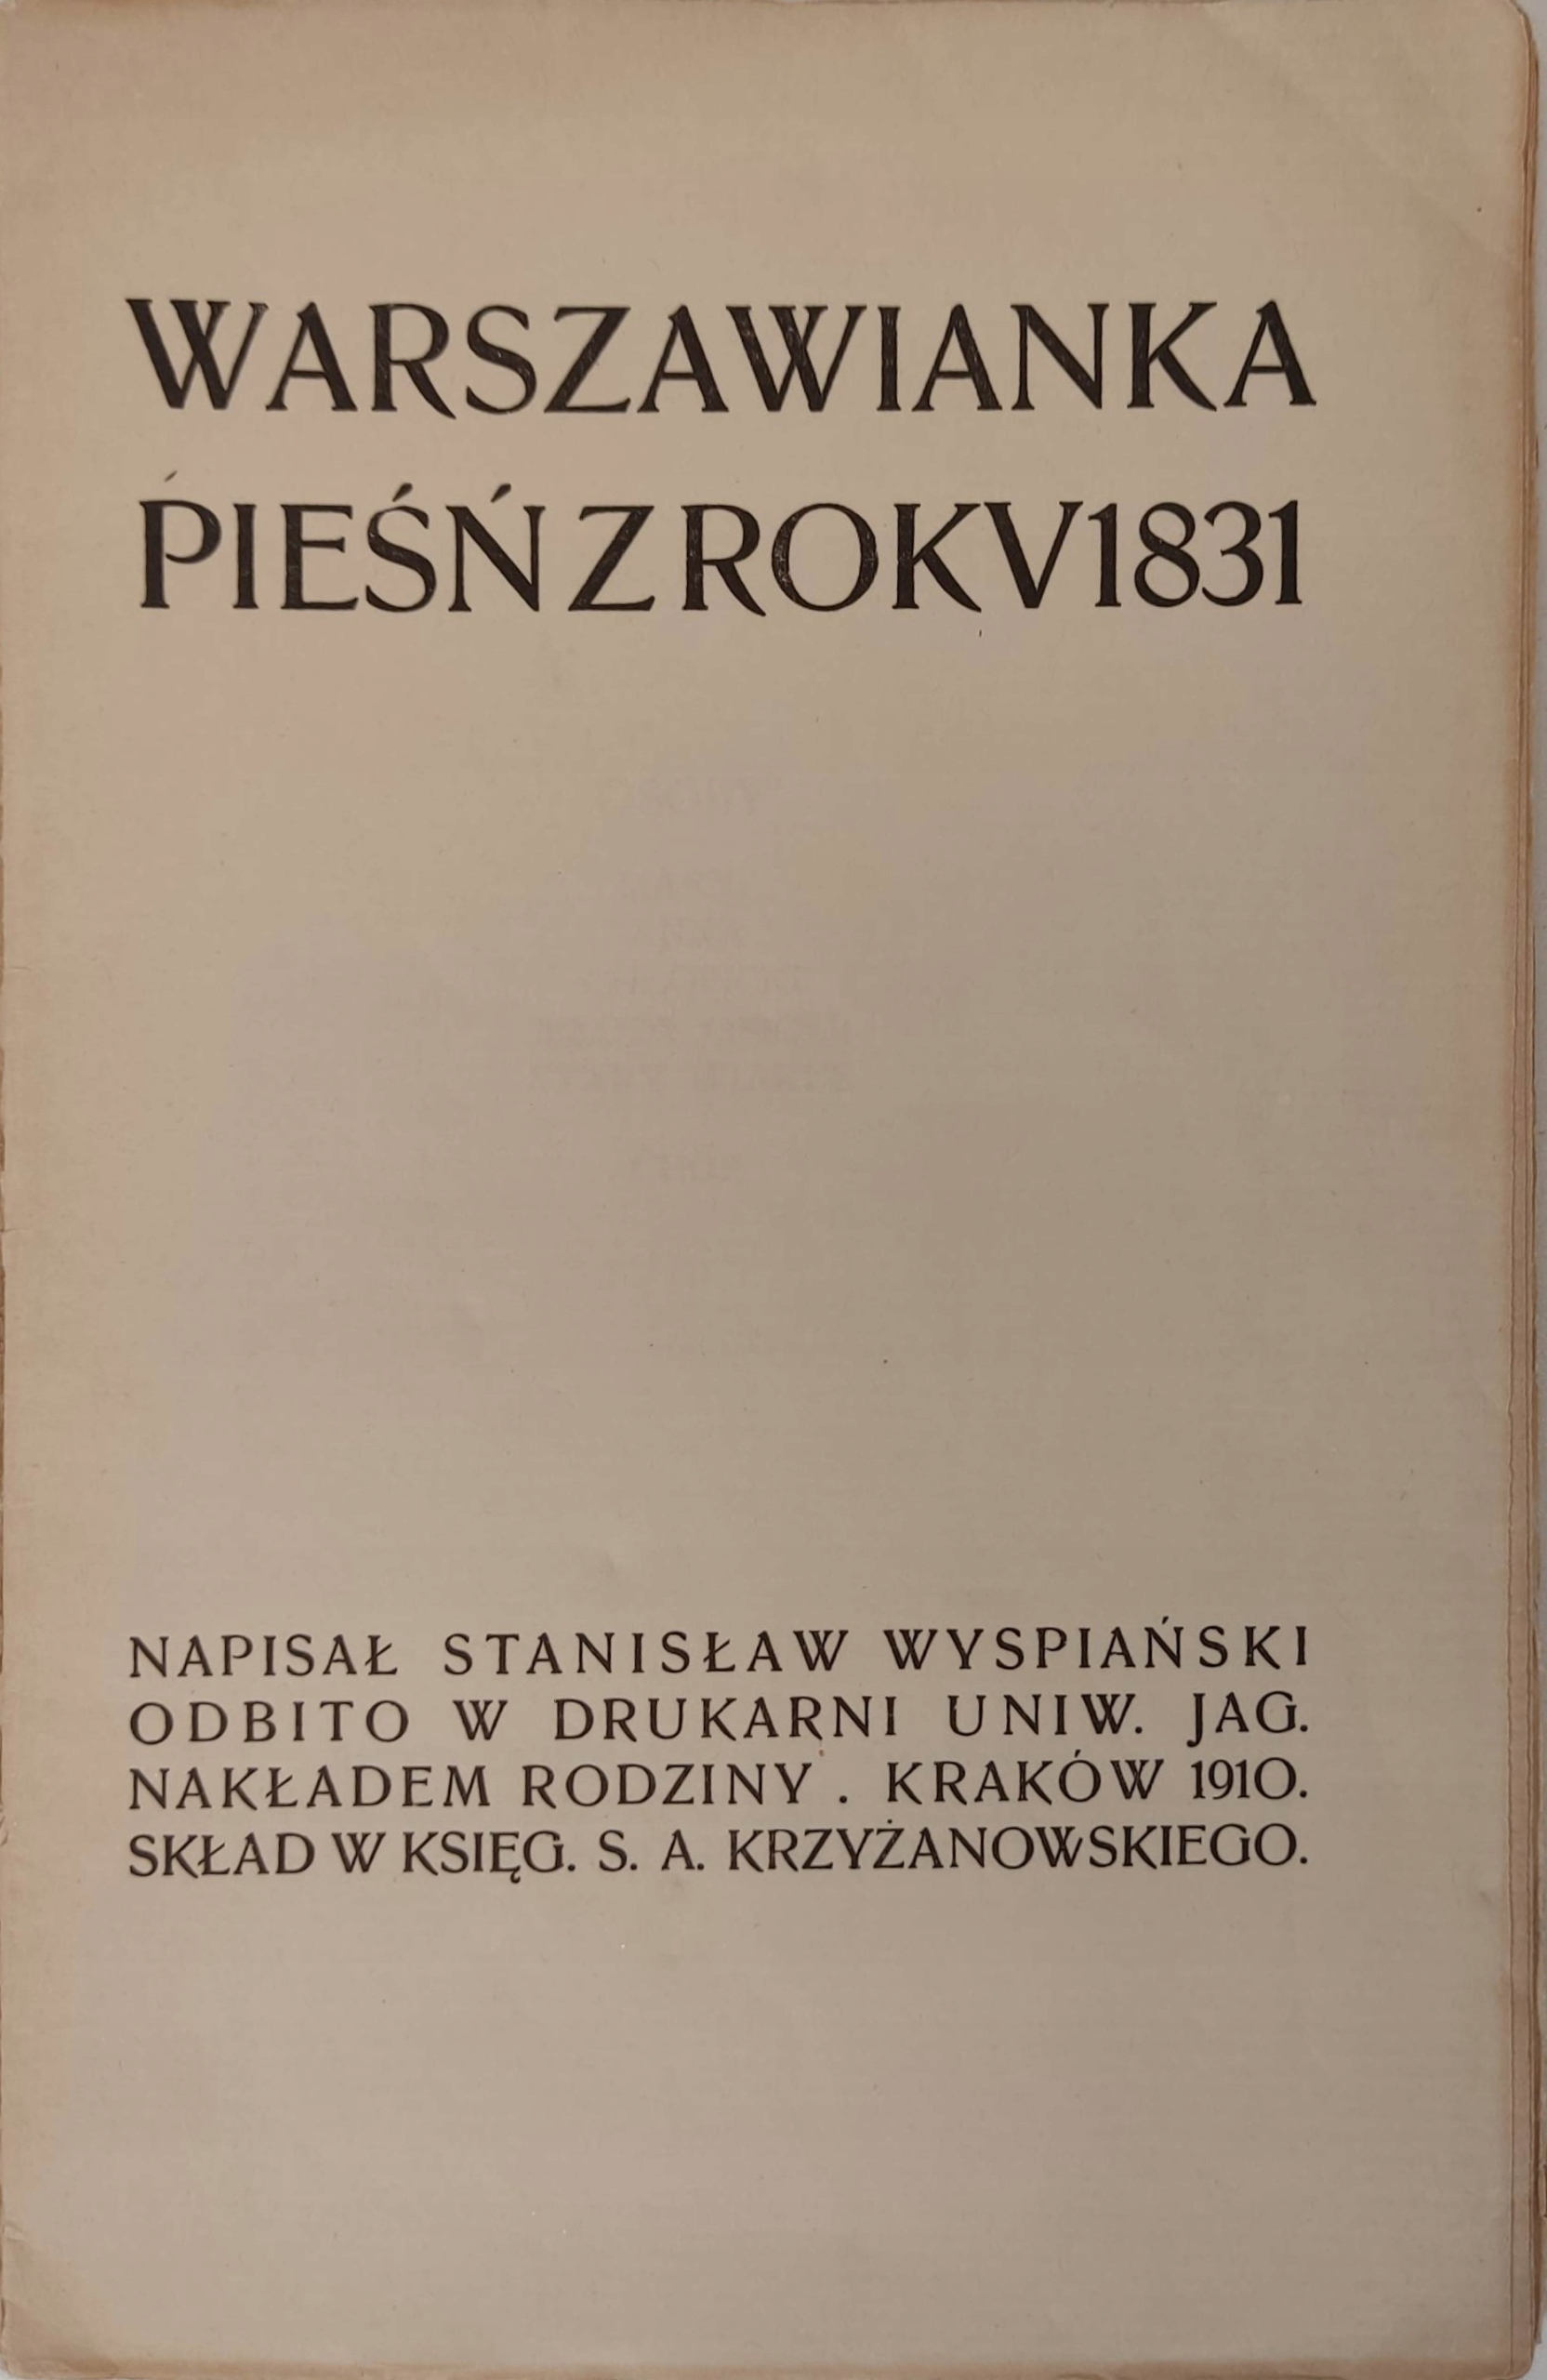 WARSZAWIANKA
PIEŚŃ Z ROKV 1831
NAPISAŁ STANISŁAW WYSPIAŃSKI
ODBITO W DRUKARNI UNIW. JAG.
NAKŁADEM RODZINY . KRAKÓW 1910.
SKŁAD W KSIĘG. S. A. KRZYŻANOWSKIEGO.